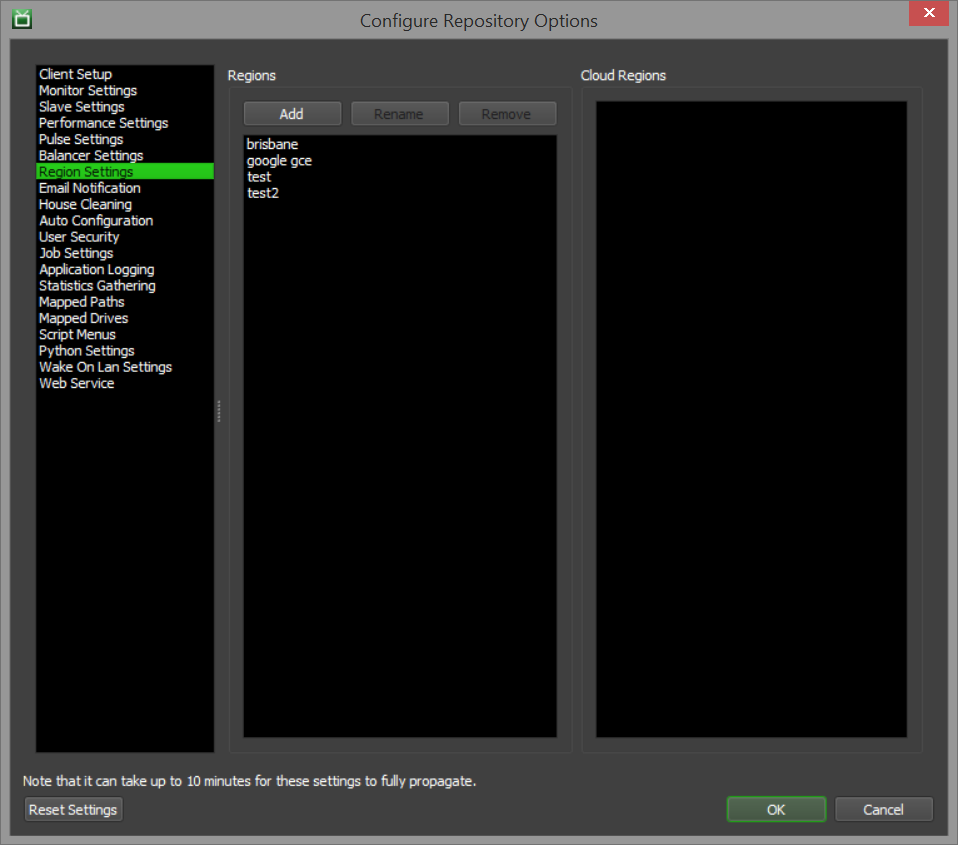 Configure Repository Options
Client Setup
Monitor Settings
Slave Settings
Performance Settings
Pulse Settings
Balancer Settings
Region Settings
Email Notification
House Cleaning
Auto Configuration
User Security
Job Settings
Application Logging
Statistics Gathering
Mapped Paths
Mapped Drives
Script Menus
Python Settings
Wake On Lan Settings
Web Service
Regions
Add Rename Remove
brisbane
google gce
test
test2
Cloud Regions
Note that it can take up to 10 minutes for these settings to fully propagate.
Reset Settings OK Cancel